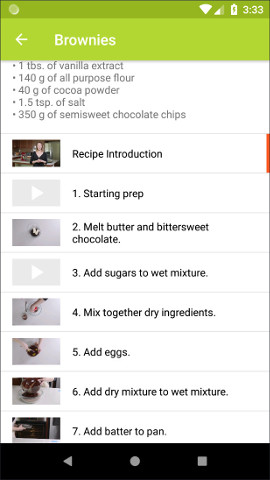 3:33
Brownies
• 1 tbs. of vanilla extract
• 140 g of all purpose flour
• 40 g of cocoa powder
• 1.5 tsp. of salt
• 350 g of semisweet chocolate chips
Recipe Introduction
1. Starting prep
2. Melt butter and bittersweet
chocolate.
3. Add sugars to wet mixture.
4. Mix together dry ingredients.
5. Add eggs.
6. Add dry mixture to wet mixture.
7. Add batter to pan.